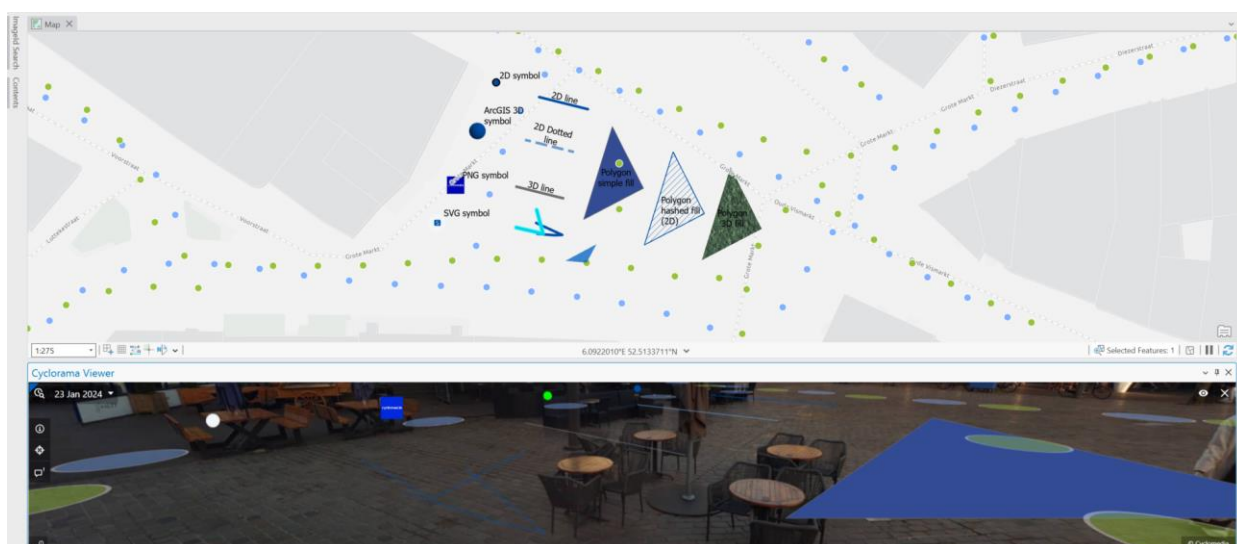 Map
ImageId Search
Contents
Diezerstraat
Diezerstraat
Grote Markt
Grote Markt
2D symbol
2D line
ArcGIS 3D
symbol
2D Dotted
line
Voorstraat
PNG symbol
Polygon
simple fill
3D line
Polygon
hashed fill
(2D)
Polygon
3D fill
SVG symbol
Voorstraat
Grote Markt
Oude Vismarkt
Grote Markt
Oude Vismarkt
1:275
6.0922010°E 52.5133711°N
Selected Features: 1
Cyclorama Viewer
23 Jan 2024
© Cyclomedia